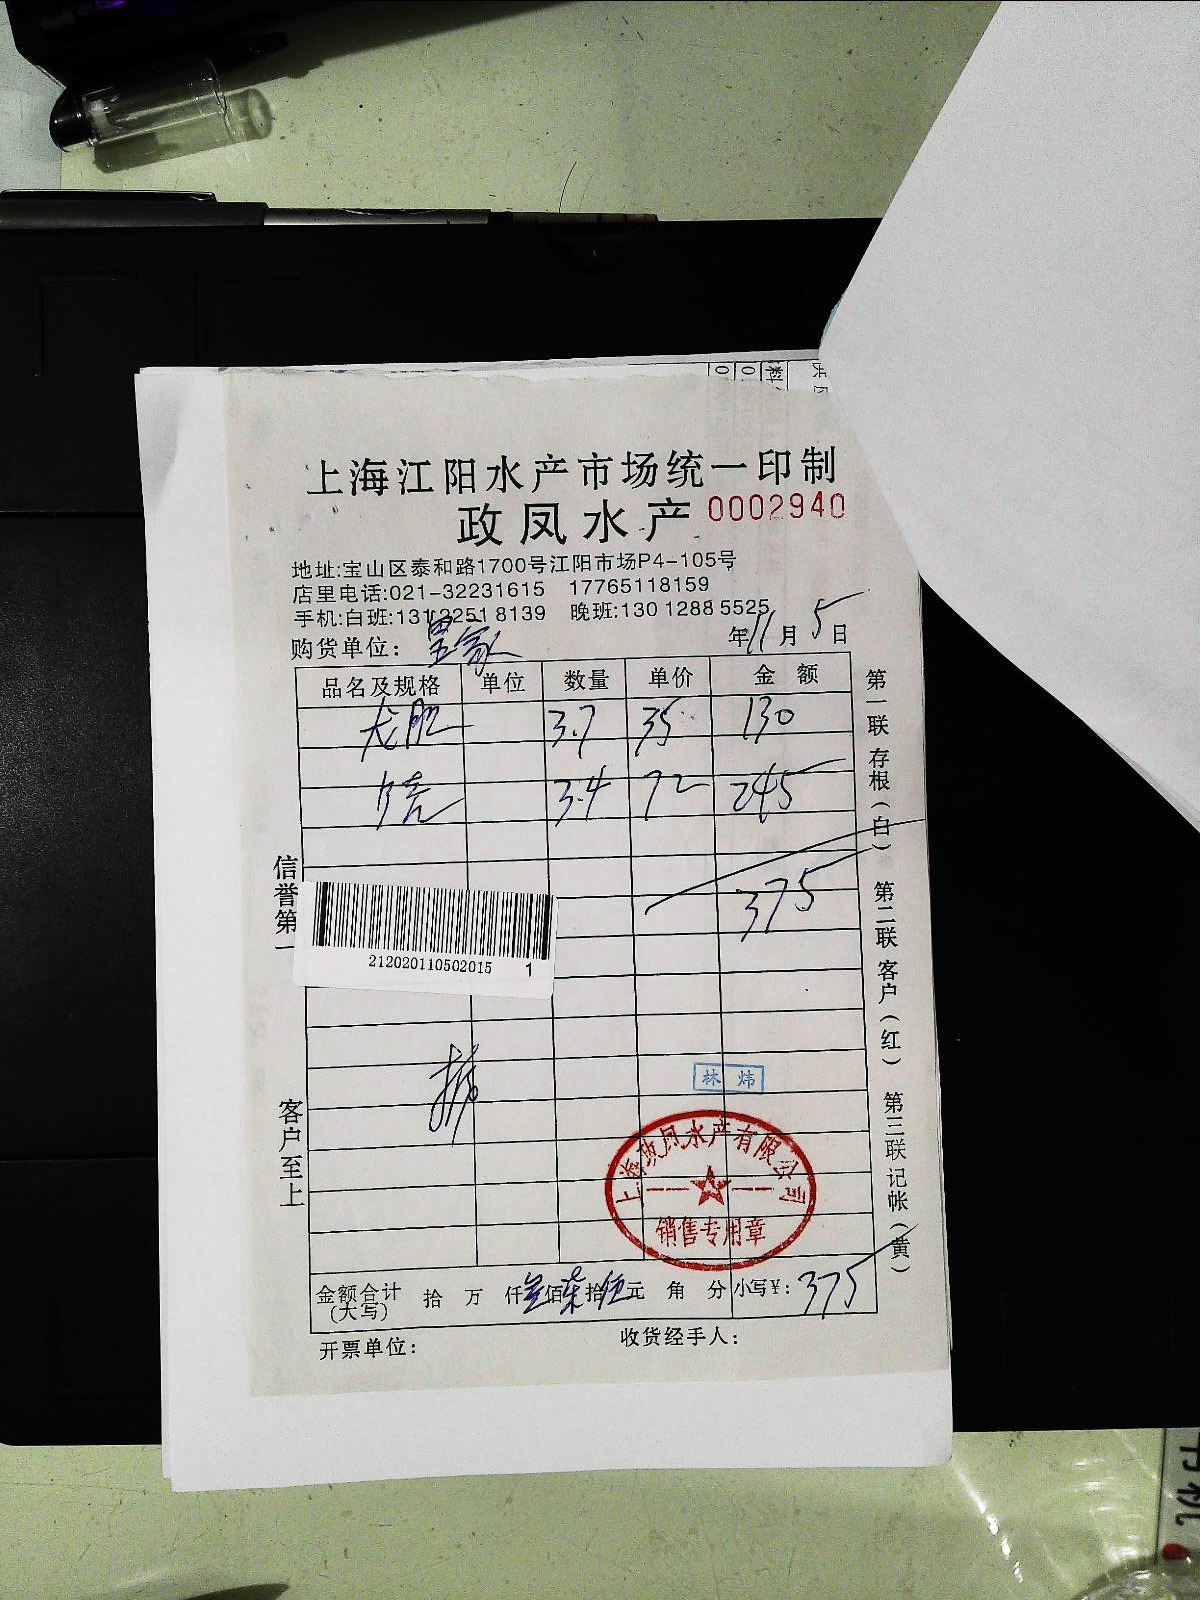 上海江阳水产市场统一印制
政凤水产 0002940
地址:宝山区泰和路1700号江阳市场P4-105号
店里电话:021-32231615 17765118159
手机:白班:131 2251 8139 晚班:130 1288 5525
购货单位: 年11月5日
品名及规格 单位 数量 单价 金额
3.7 35 130
3.4 72 245
375
212020110502015 1
林炜
上海政凤水产有限公司
销售专用章
金额合计(大写) 拾 万 仟叁佰柒拾伍元 角 分 小写¥: 375
开票单位: 收货经手人:
信誉第一
客户至上
第一联存根(白) 第二联客户(红) 第三联记帐(黄)